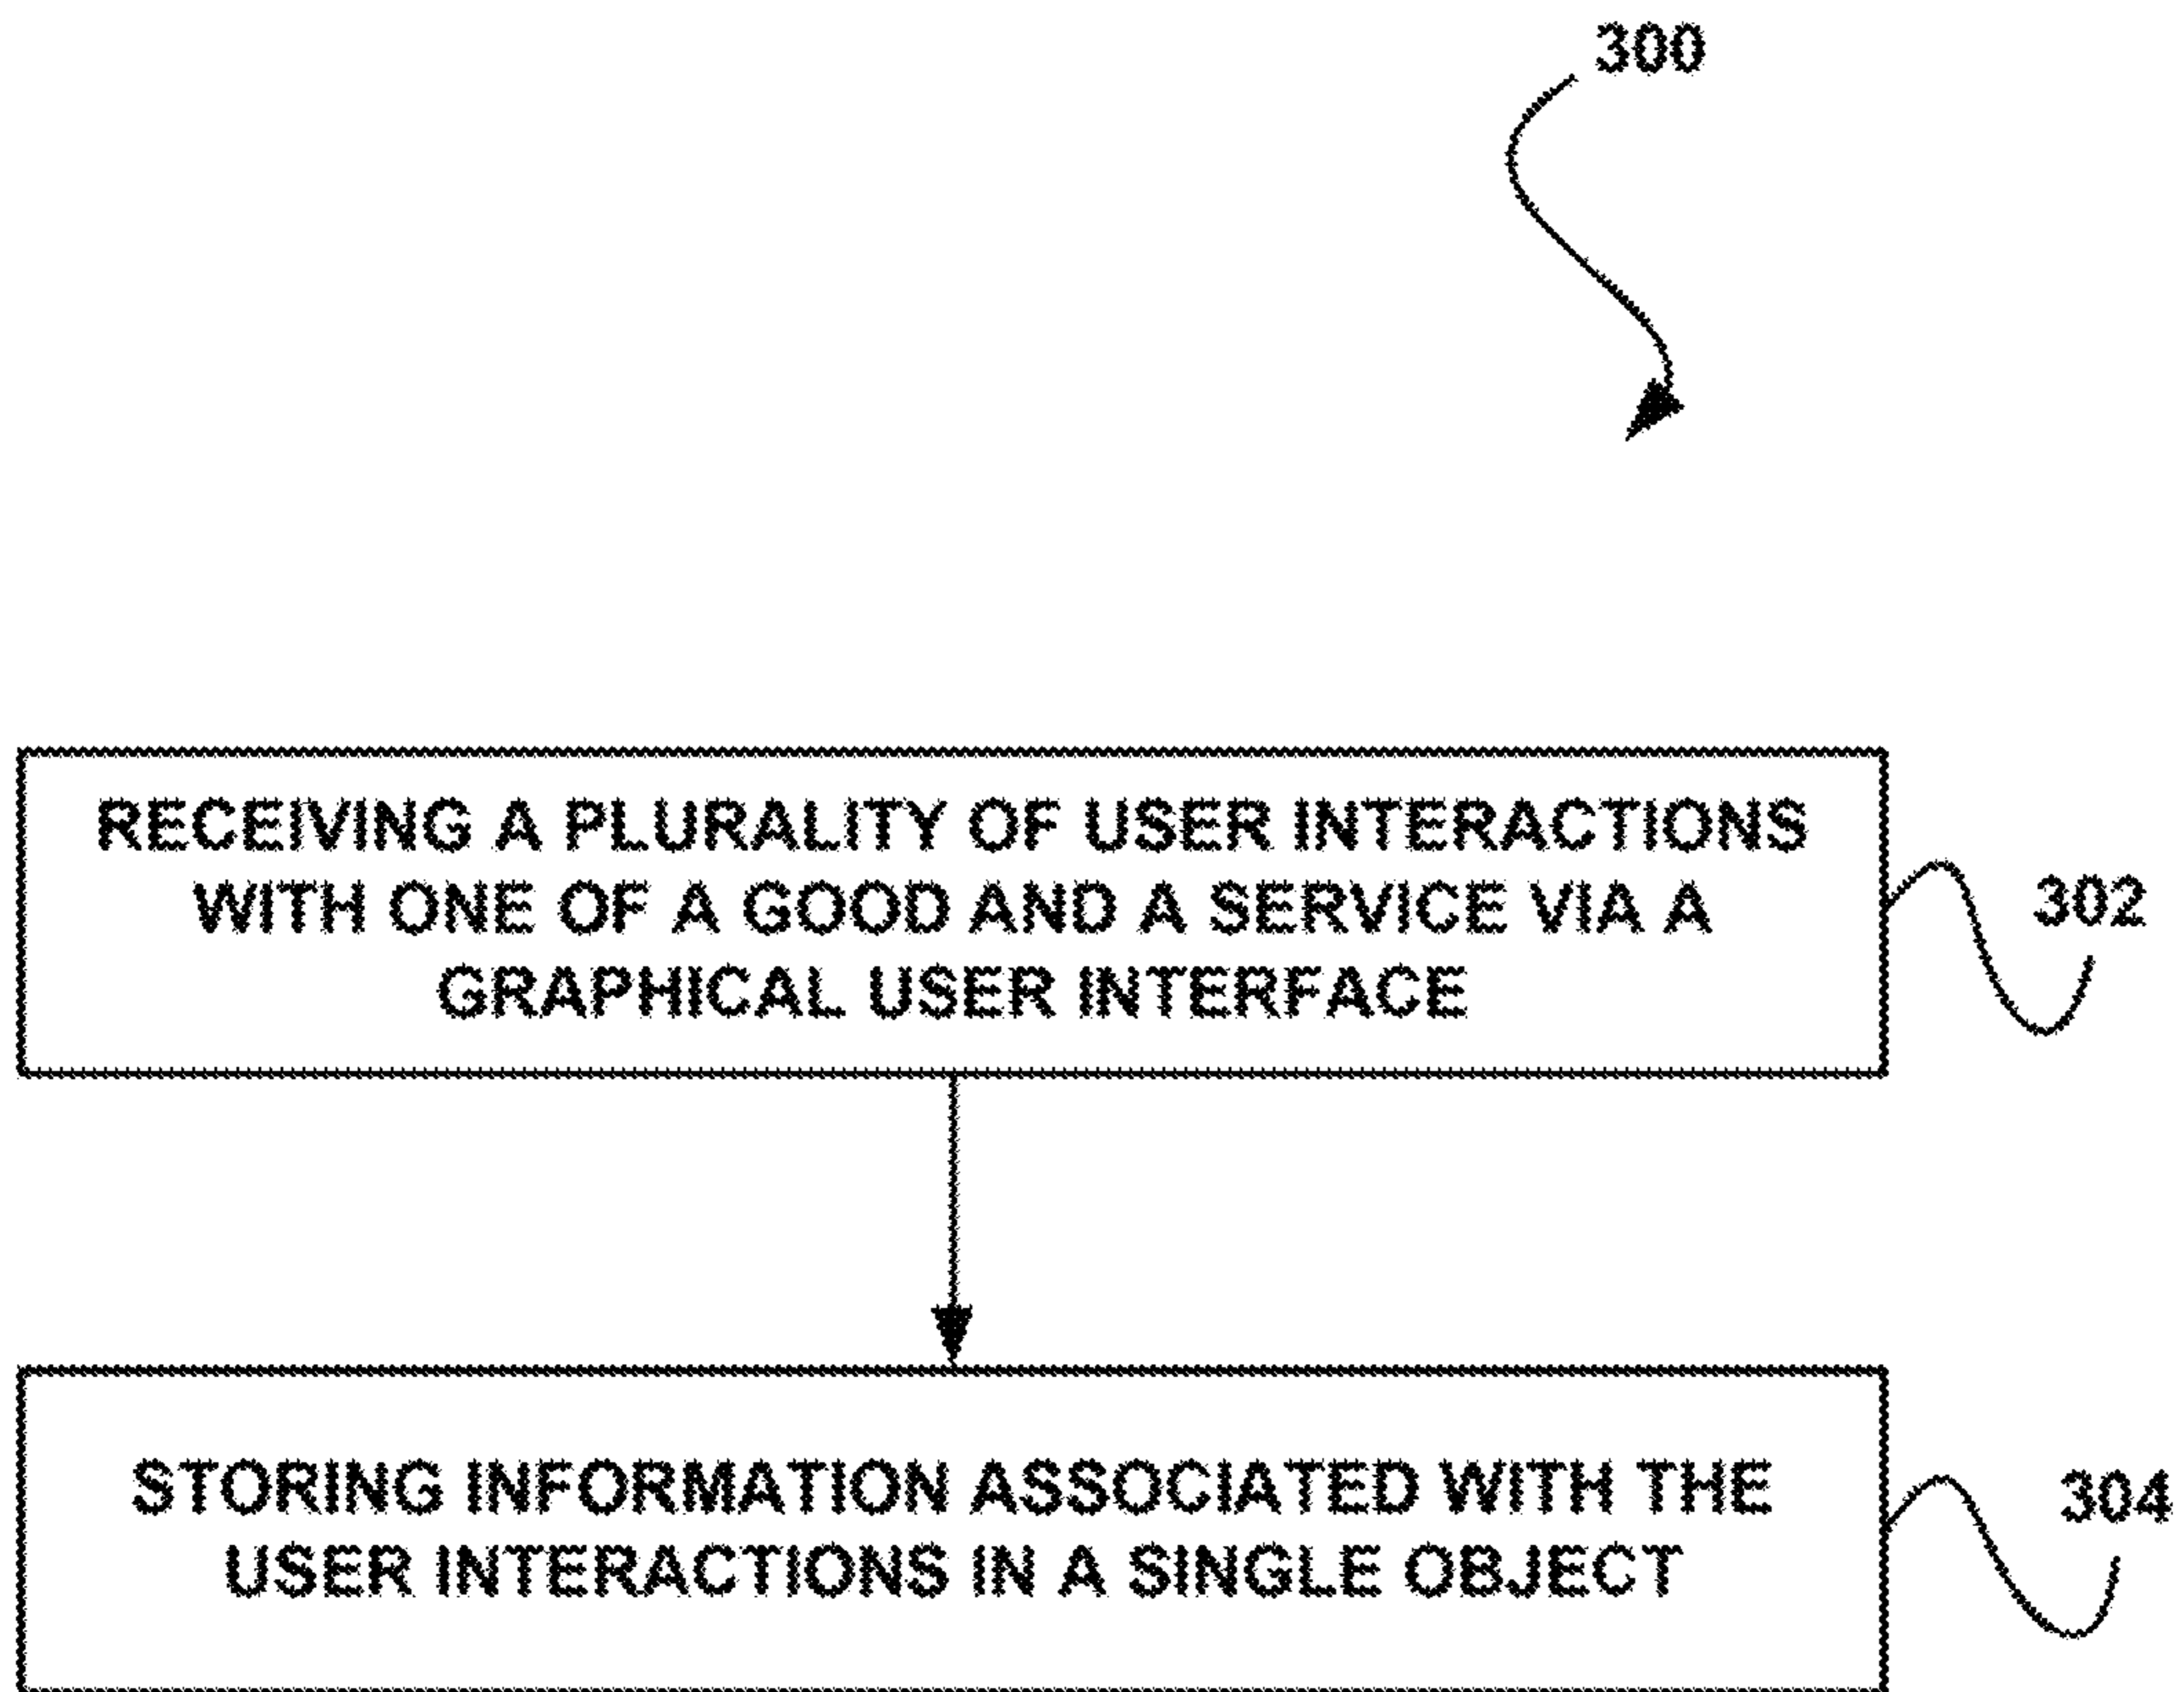 300
RECEIVING A PLURALITY OF USER INTERACTIONS
WITH ONE OF A GOOD AND A SERVICE VIA A
GRAPHICAL USER INTERFACE
302
STORING INFORMATION ASSOCIATED WITH THE
USER INTERACTIONS IN A SINGLE OBJECT
304